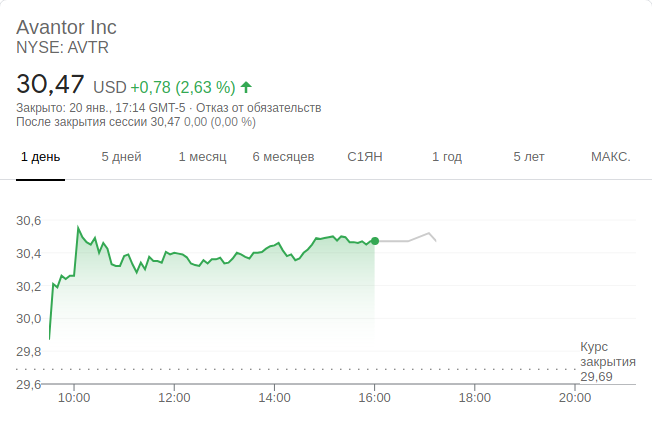 Avantor Inc
NYSE: AVTR
30,47 USD +0,78 (2,63 %)
Закрыто: 20 янв., 17:14 GMT-5 · Отказ от обязательств
После закрытия сессии 30,47 0,00 (0,00 %)
1 день 5 дней 1 месяц 6 месяцев С1ЯН 1 год 5 лет МАКС.
30,6
30,4
30,2
30,0
29,8
29,6
Курс
закрытия
29,69
10:00 12:00 14:00 16:00 18:00 20:00